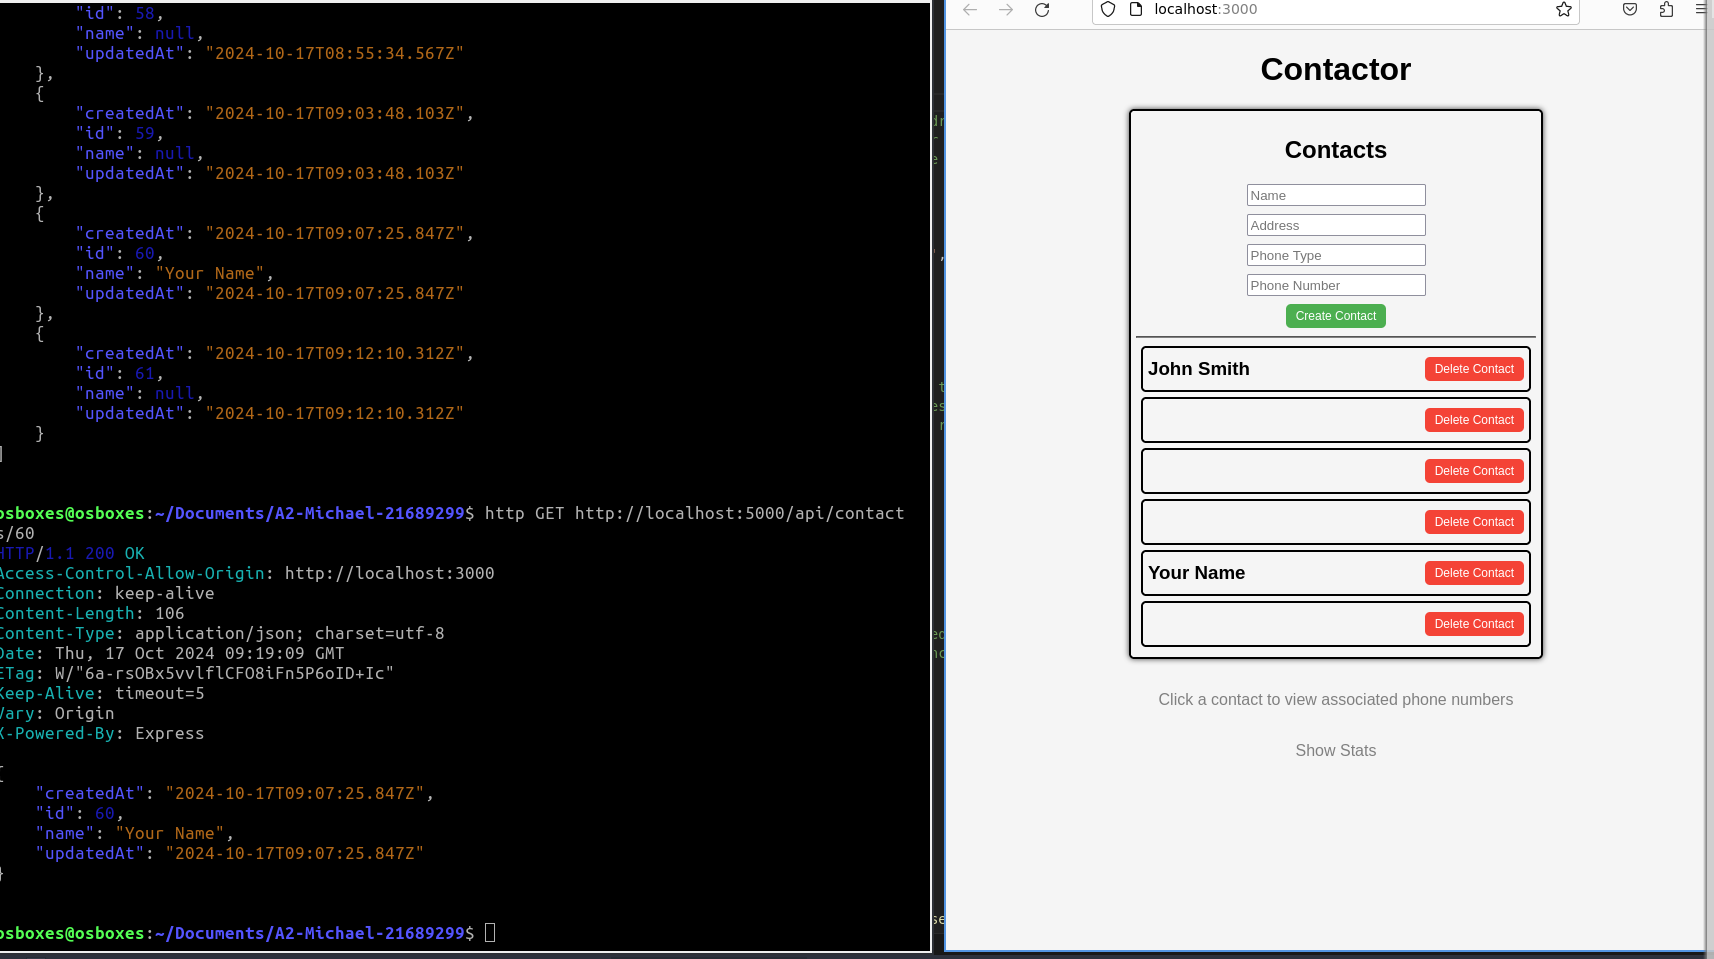 "id": 58,
"name": null,
"updatedAt": "2024-10-17T08:55:34.567Z"
},
{
"createdAt": "2024-10-17T09:03:48.103Z",
"id": 59,
"name": null,
"updatedAt": "2024-10-17T09:03:48.103Z"
},
{
"createdAt": "2024-10-17T09:07:25.847Z",
"id": 60,
"name": "Your Name",
"updatedAt": "2024-10-17T09:07:25.847Z"
},
{
"createdAt": "2024-10-17T09:12:10.312Z",
"id": 61,
"name": null,
"updatedAt": "2024-10-17T09:12:10.312Z"
}
]
osboxes@osboxes:~/Documents/A2-Michael-21689299$ http GET http://localhost:5000/api/contact
s/60
HTTP/1.1 200 OK
Access-Control-Allow-Origin: http://localhost:3000
Connection: keep-alive
Content-Length: 106
Content-Type: application/json; charset=utf-8
Date: Thu, 17 Oct 2024 09:19:09 GMT
ETag: W/"6a-rsOBx5vvlflCFO8iFn5P6oID+Ic"
Keep-Alive: timeout=5
Vary: Origin
X-Powered-By: Express
{
"createdAt": "2024-10-17T09:07:25.847Z",
"id": 60,
"name": "Your Name",
"updatedAt": "2024-10-17T09:07:25.847Z"
}
osboxes@osboxes:~/Documents/A2-Michael-21689299$
localhost:3000
Contactor
Contacts
Name
Address
Phone Type
Phone Number
Create Contact
John Smith Delete Contact
Delete Contact
Delete Contact
Delete Contact
Your Name Delete Contact
Delete Contact
Click a contact to view associated phone numbers
Show Stats